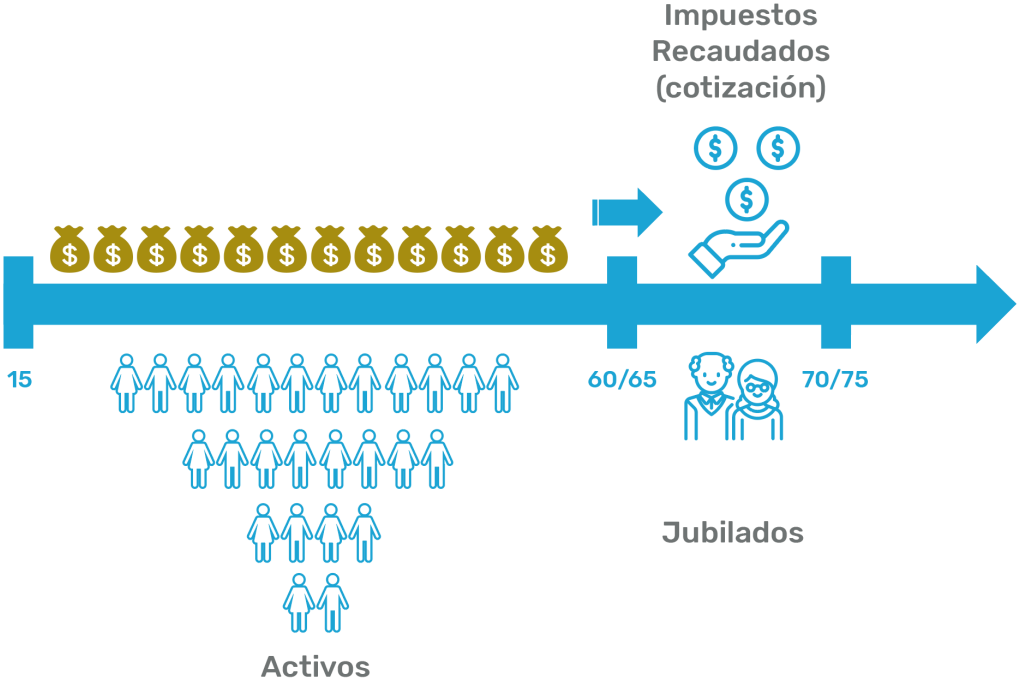 Impuestos
Recaudados
(cotización)
$ $
$
$ $ $ $ $ $ $ $ $ $ $ $
15
60/65
70/75
Jubilados
Activos